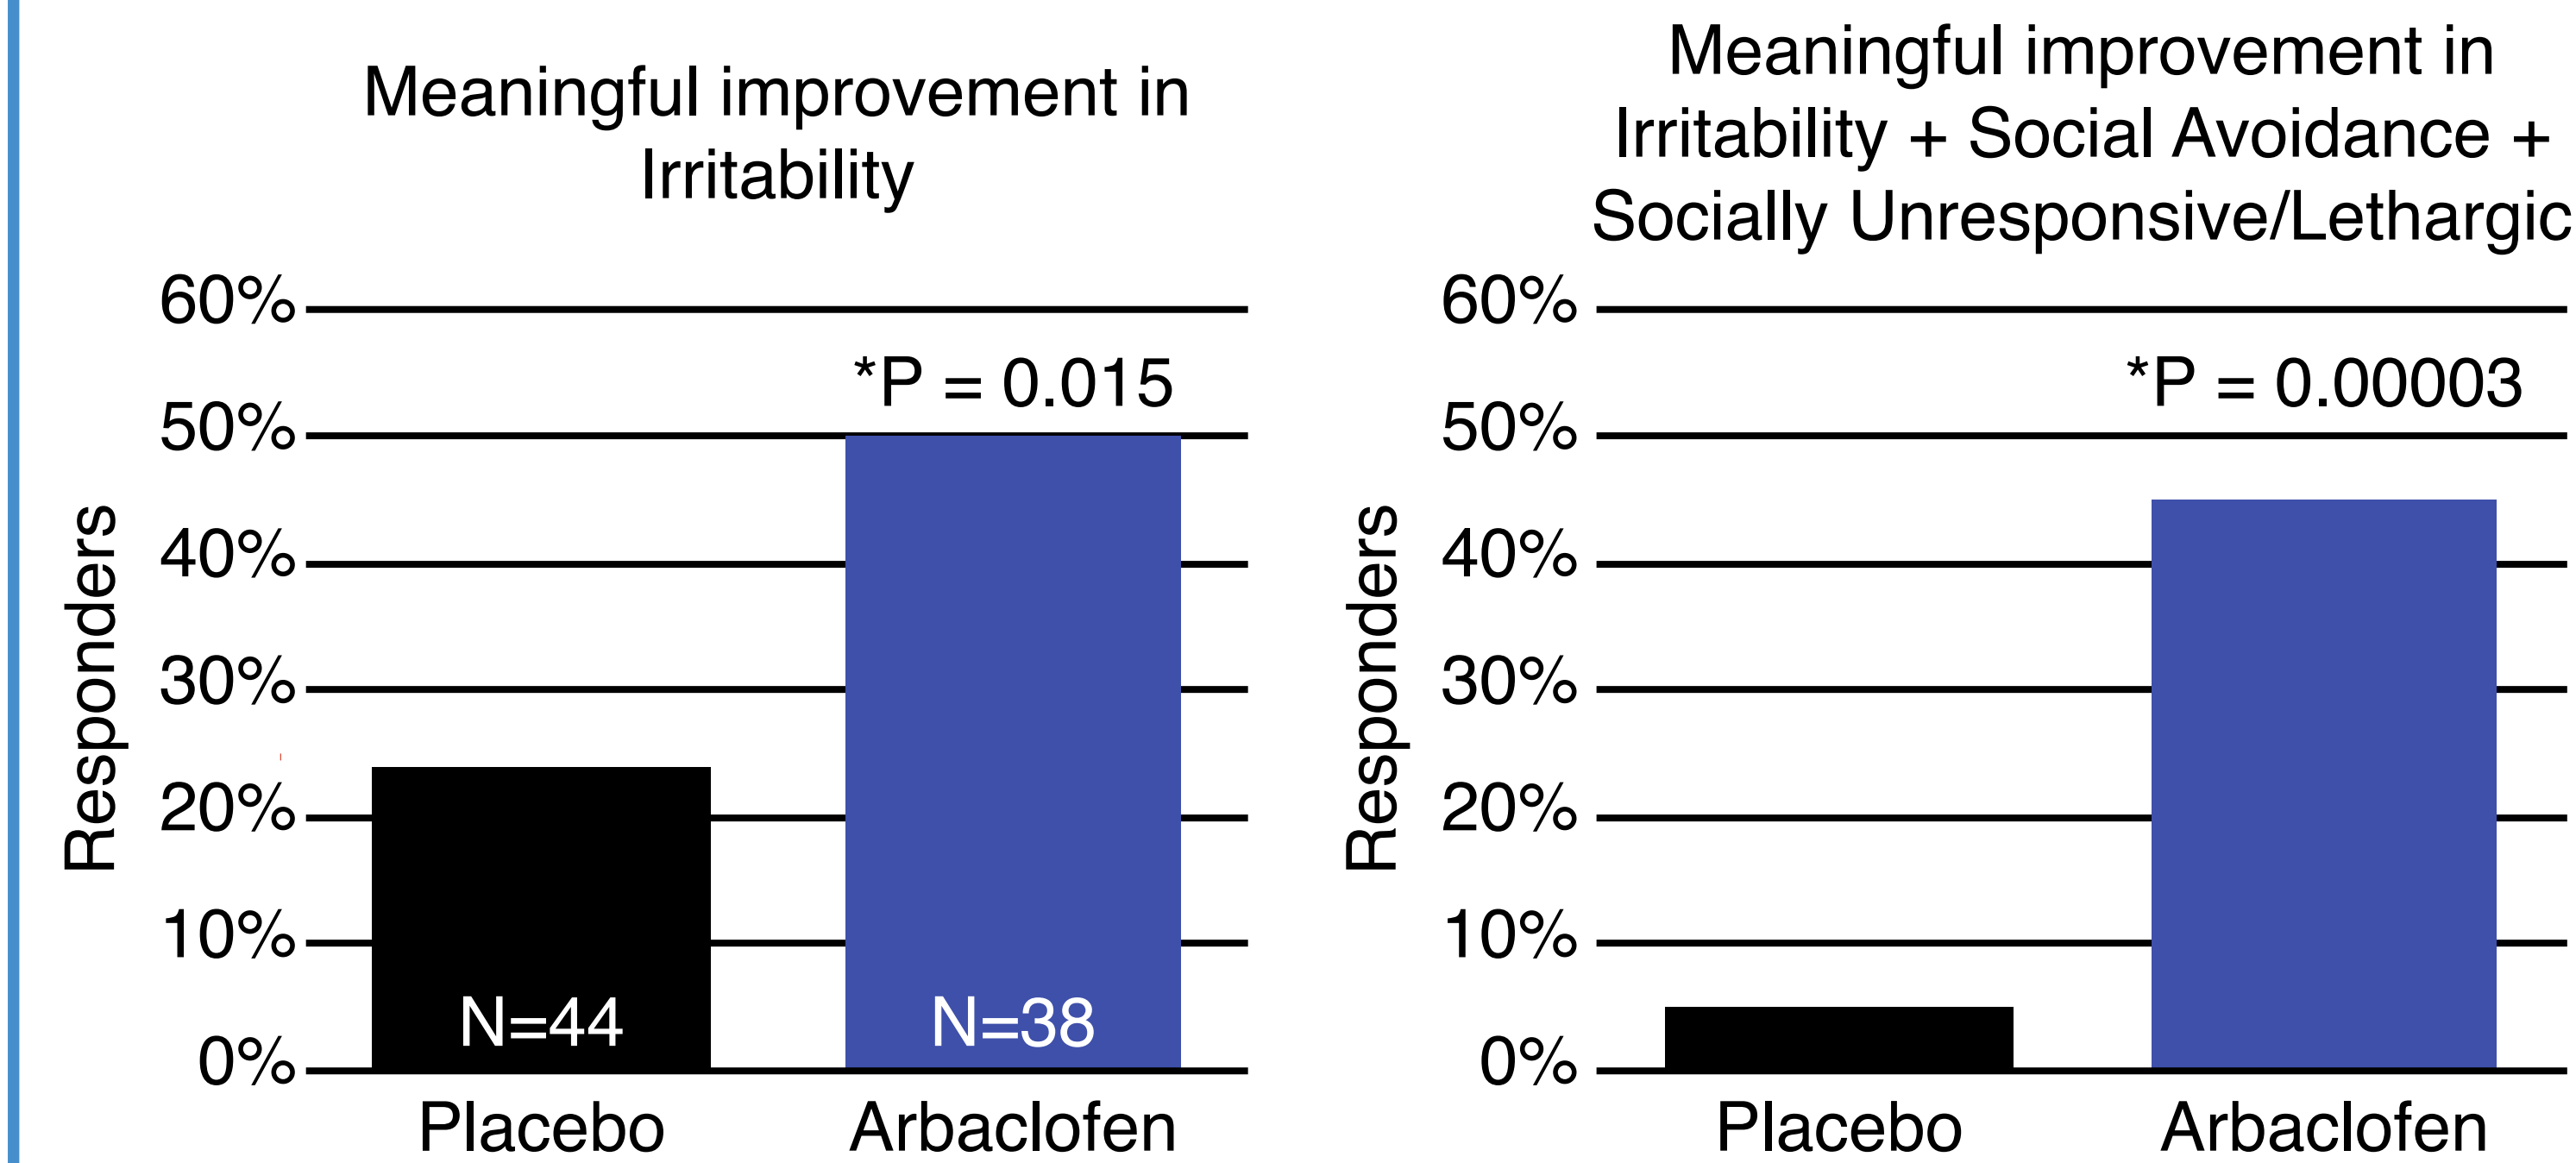 Meaningful improvement in
Irritability
60%
50%
40%
30%
20%
10%
0%
Responders
*P = 0.015
N=44
N=38
Placebo
Arbaclofen
Meaningful improvement in
Irritability + Social Avoidance +
Socially Unresponsive/Lethargic
60%
50%
40%
30%
20%
10%
0%
Responders
*P = 0.00003
Placebo
Arbaclofen